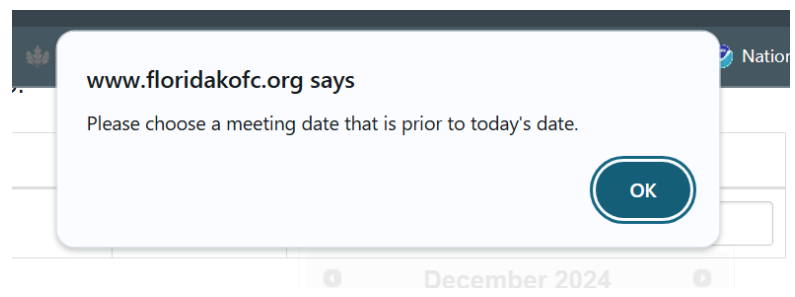 Nation
www.floridakofc.org says
Please choose a meeting date that is prior to today's date.
OK
December 2024